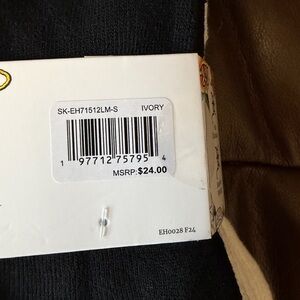 SK-EH71512LM-S IVORY
1 97712 75795 4
MSRP:$24.00
EH0028 F24